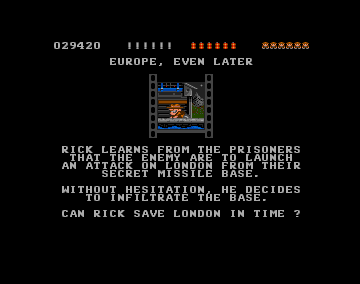 029420 !!!!!!
EUROPE, EVEN LATER
RICK LEARNS FROM THE PRISONERS
THAT THE ENEMY ARE TO LAUNCH
AN ATTACK ON LONDON FROM THEIR
SECRET MISSILE BASE.
WITHOUT HESITATION, HE DECIDES
TO INFILTRATE THE BASE.
CAN RICK SAVE LONDON IN TIME ?